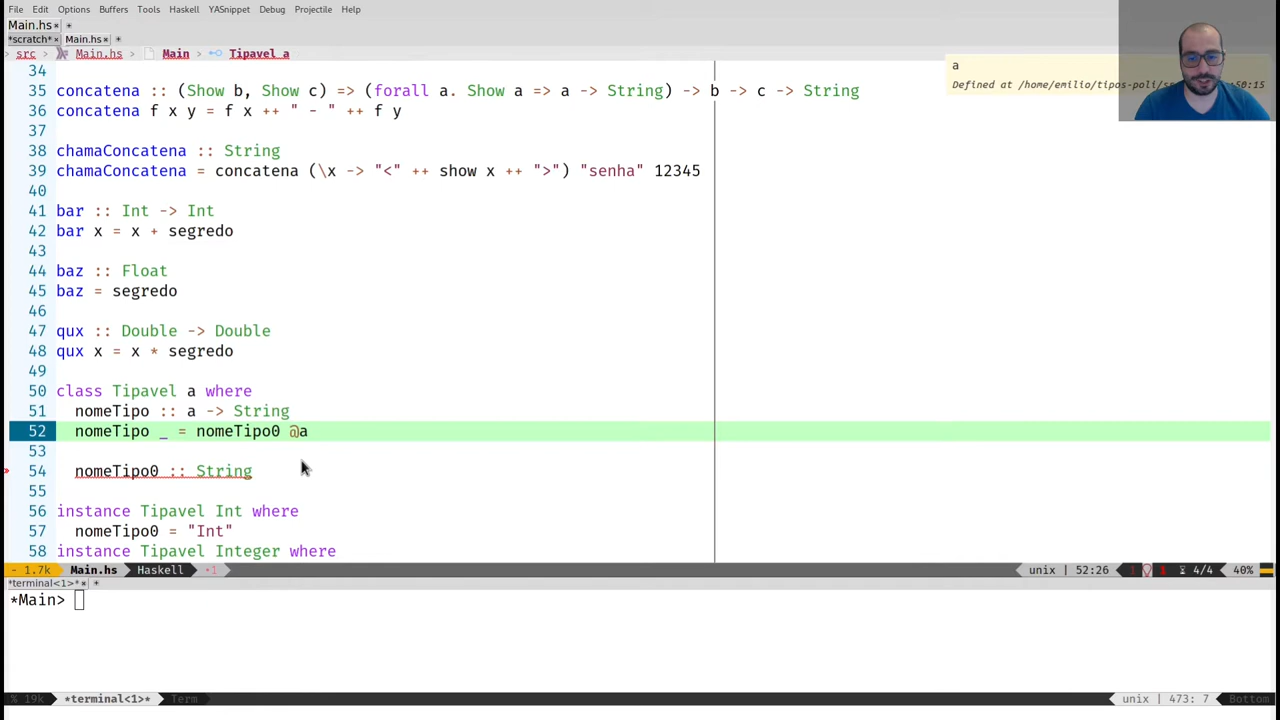 File Edit Options Buffers Tools Haskell YASnippet Debug Projectile Help
Main.hs× +
*scratch*× Main.hs× +
› src › Main.hs › Main › Tipavel a
a
Defined at /home/emilio/tipos-poli/
34
35 concatena :: (Show b, Show c) => (forall a. Show a => a -> String) -> b -> c -> String
36 concatena f x y = f x ++ " - " ++ f y
37
38 chamaConcatena :: String
39 chamaConcatena = concatena (\x -> "<" ++ show x ++ ">") "senha" 12345
40
41 bar :: Int -> Int
42 bar x = x + segredo
43
44 baz :: Float
45 baz = segredo
46
47 qux :: Double -> Double
48 qux x = x * segredo
49
50 class Tipavel a where
51 nomeTipo :: a -> String
52 nomeTipo _ = nomeTipo0 @a
53
54 nomeTipo0 :: String
55
56 instance Tipavel Int where
57 nomeTipo0 = "Int"
58 instance Tipavel Integer where
- 1.7k Main.hs Haskell •1 unix | 52:26 4/4 40%
*terminal<1>*× +
*Main>
% 19k *terminal<1>* Term unix | 473: 7 Bottom